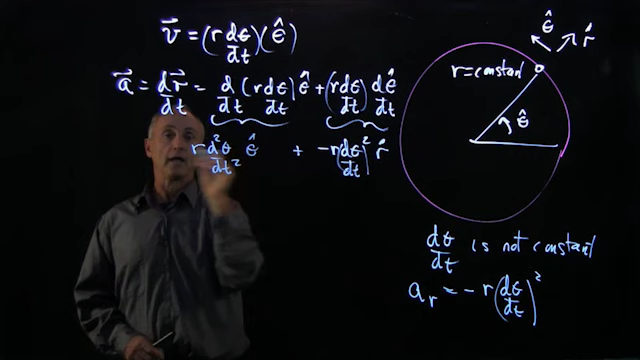 v⃗ = (r dθ/dt)(θ̂)
a⃗ = dr⃗/dt = d/dt (r dθ/dt) θ̂ + (r dθ/dt) dθ̂/dt
r d²θ/dt² θ̂ + -r(dθ/dt)² r̂
θ̂ r̂
r = constant
θ̂
dθ/dt is not constant
a_r = -r(dθ/dt)²